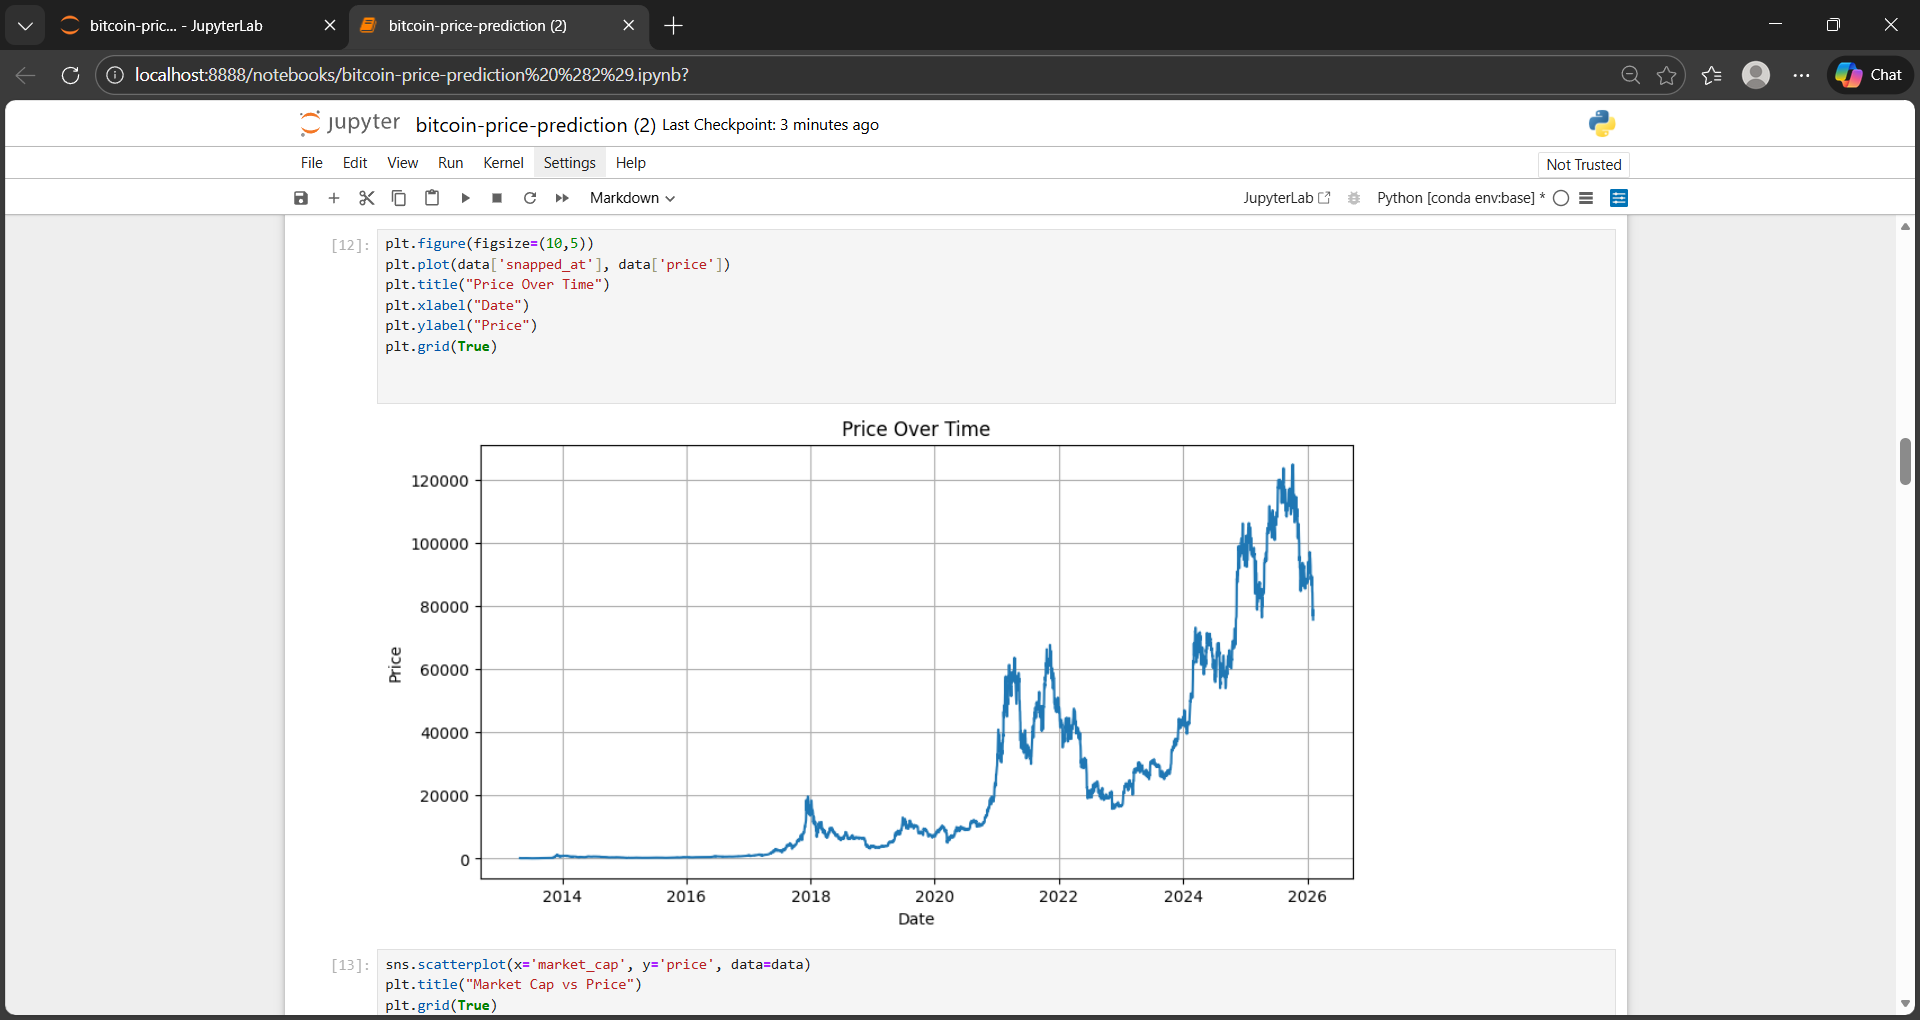 bitcoin-pric... - JupyterLab
bitcoin-price-prediction (2)
localhost:8888/notebooks/bitcoin-price-prediction%20%282%29.ipynb?
Chat
jupyter bitcoin-price-prediction (2) Last Checkpoint: 3 minutes ago
File Edit View Run Kernel Settings Help
Not Trusted
Markdown
JupyterLab
Python [conda env:base] *
[12]:
plt.figure(figsize=(10,5))
plt.plot(data['snapped_at'], data['price'])
plt.title("Price Over Time")
plt.xlabel("Date")
plt.ylabel("Price")
plt.grid(True)
Price Over Time
120000
100000
80000
60000
40000
20000
0
Price
2014 2016 2018 2020 2022 2024 2026
Date
[13]:
sns.scatterplot(x='market_cap', y='price', data=data)
plt.title("Market Cap vs Price")
plt.grid(True)